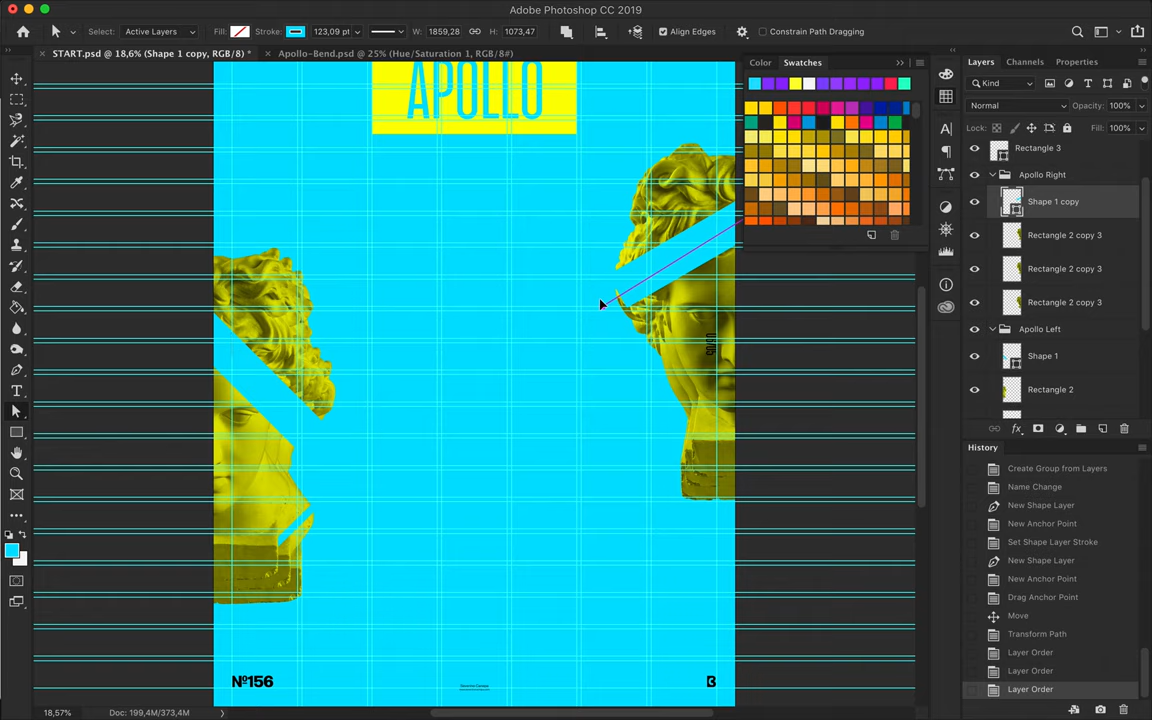 Adobe Photoshop CC 2019
Select:
Active Layers
Fill:
Stroke:
123,09 pt
W: 1859,28
H: 1073,47
Align Edges
Constrain Path Dragging
START.psd @ 18,6% (Shape 1 copy, RGB/8) *
Apollo-Bend.psd @ 25% (Hue/Saturation 1, RGB/8#)
APOLLO
06/05
Nº156
B
Color
Swatches
Layers
Channels
Properties
Kind
Normal
Opacity: 100%
Lock:
Fill: 100%
Rectangle 3
Apollo Right
Shape 1 copy
Rectangle 2 copy 3
Rectangle 2 copy 3
Rectangle 2 copy 3
Apollo Left
Shape 1
Rectangle 2
fx
History
Create Group from Layers
Name Change
New Shape Layer
New Anchor Point
Set Shape Layer Stroke
New Shape Layer
New Anchor Point
Drag Anchor Point
Move
Transform Path
Layer Order
Layer Order
Layer Order
18,57%
Doc: 199,4M/373,4M